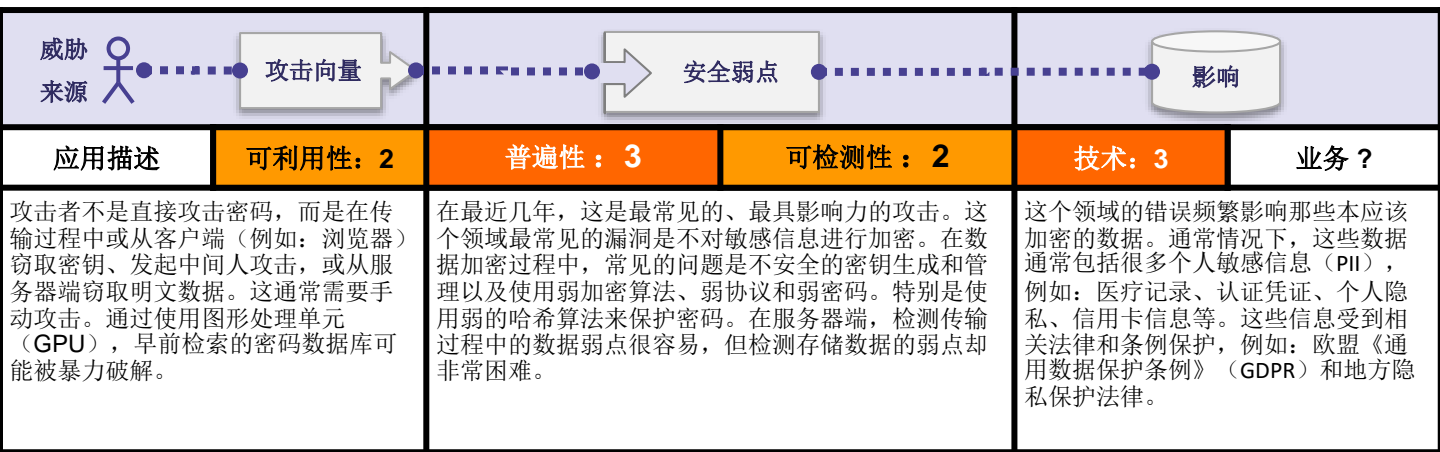 威胁
来源
攻击向量
安全弱点
影响
应用描述
可利用性：2
普遍性 ：3
可检测性 ：2
技术：3
业务 ?
攻击者不是直接攻击密码，而是在传
输过程中或从客户端（例如：浏览器）
窃取密钥、发起中间人攻击，或从服
务器端窃取明文数据。这通常需要手
动攻击。通过使用图形处理单元
（GPU），早前检索的密码数据库可
能被暴力破解。
在最近几年，这是最常见的、最具影响力的攻击。这
个领域最常见的漏洞是不对敏感信息进行加密。在数
据加密过程中，常见的问题是不安全的密钥生成和管
理以及使用弱加密算法、弱协议和弱密码。特别是使
用弱的哈希算法来保护密码。在服务器端，检测传输
过程中的数据弱点很容易，但检测存储数据的弱点却
非常困难。
这个领域的错误频繁影响那些本应该
加密的数据。通常情况下，这些数据
通常包括很多个人敏感信息（PII），
例如：医疗记录、认证凭证、个人隐
私、信用卡信息等。这些信息受到相
关法律和条例保护，例如：欧盟《通
用数据保护条例》（GDPR）和地方隐
私保护法律。